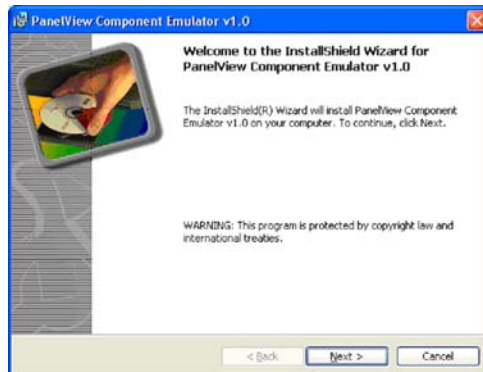 PanelView Component Emulator v1.0
Welcome to the InstallShield Wizard for
PanelView Component Emulator v1.0
The InstallShield(R) Wizard will install PanelView Component
Emulator v1.0 on your computer. To continue, click Next.
WARNING: This program is protected by copyright law and
international treaties.
< Back
Next >
Cancel